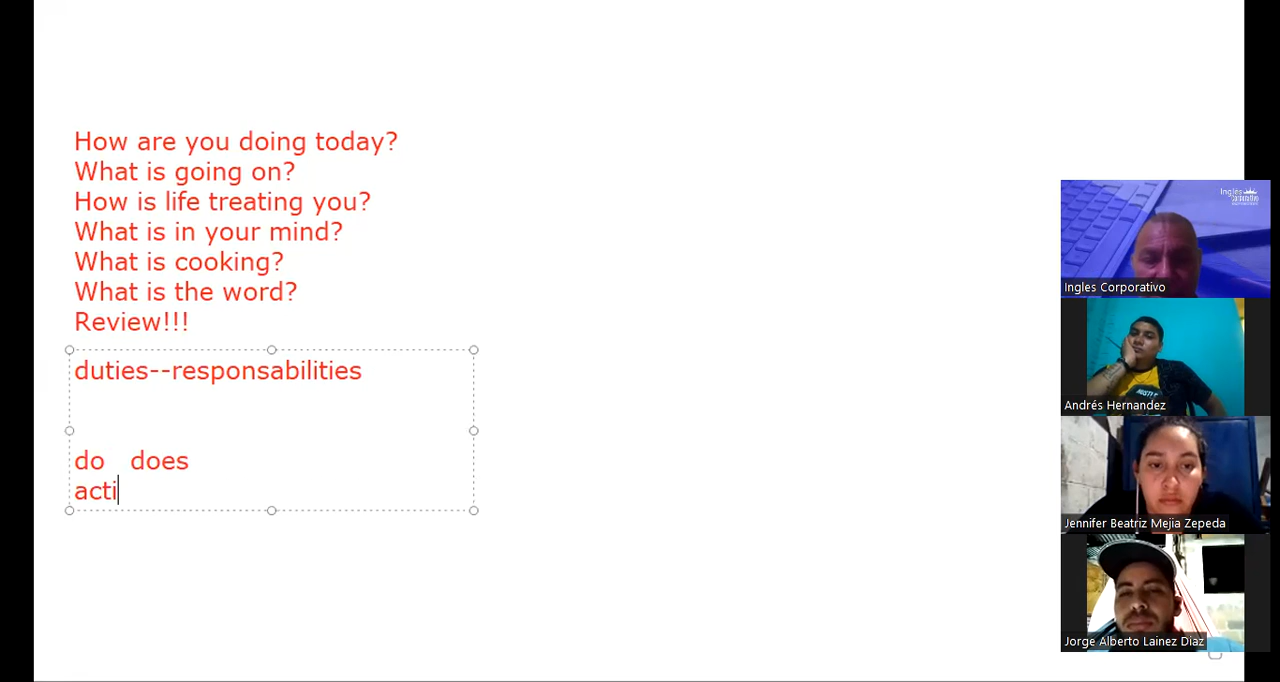 How are you doing today?
What is going on?
How is life treating you?
What is in your mind?
What is cooking?
What is the word?
Review!!!
duties--responsabilities
do does
acti
Inglés
corporativo
Ingles Corporativo
Andrés Hernandez
Jennifer Beatriz Mejia Zepeda
Jorge Alberto Lainez Diaz